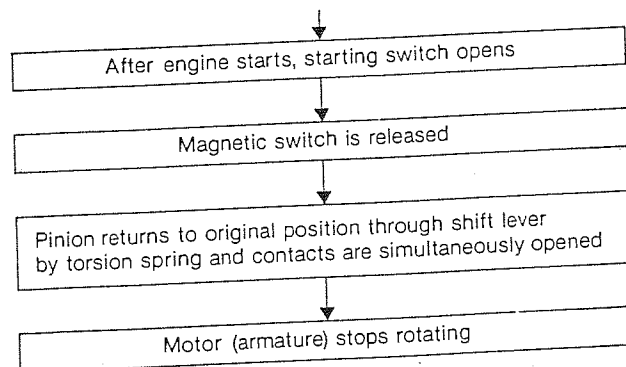 After engine starts, starting switch opens
Magnetic switch is released
Pinion returns to original position through shift lever
by torsion spring and contacts are simultaneously opened
Motor (armature) stops rotating